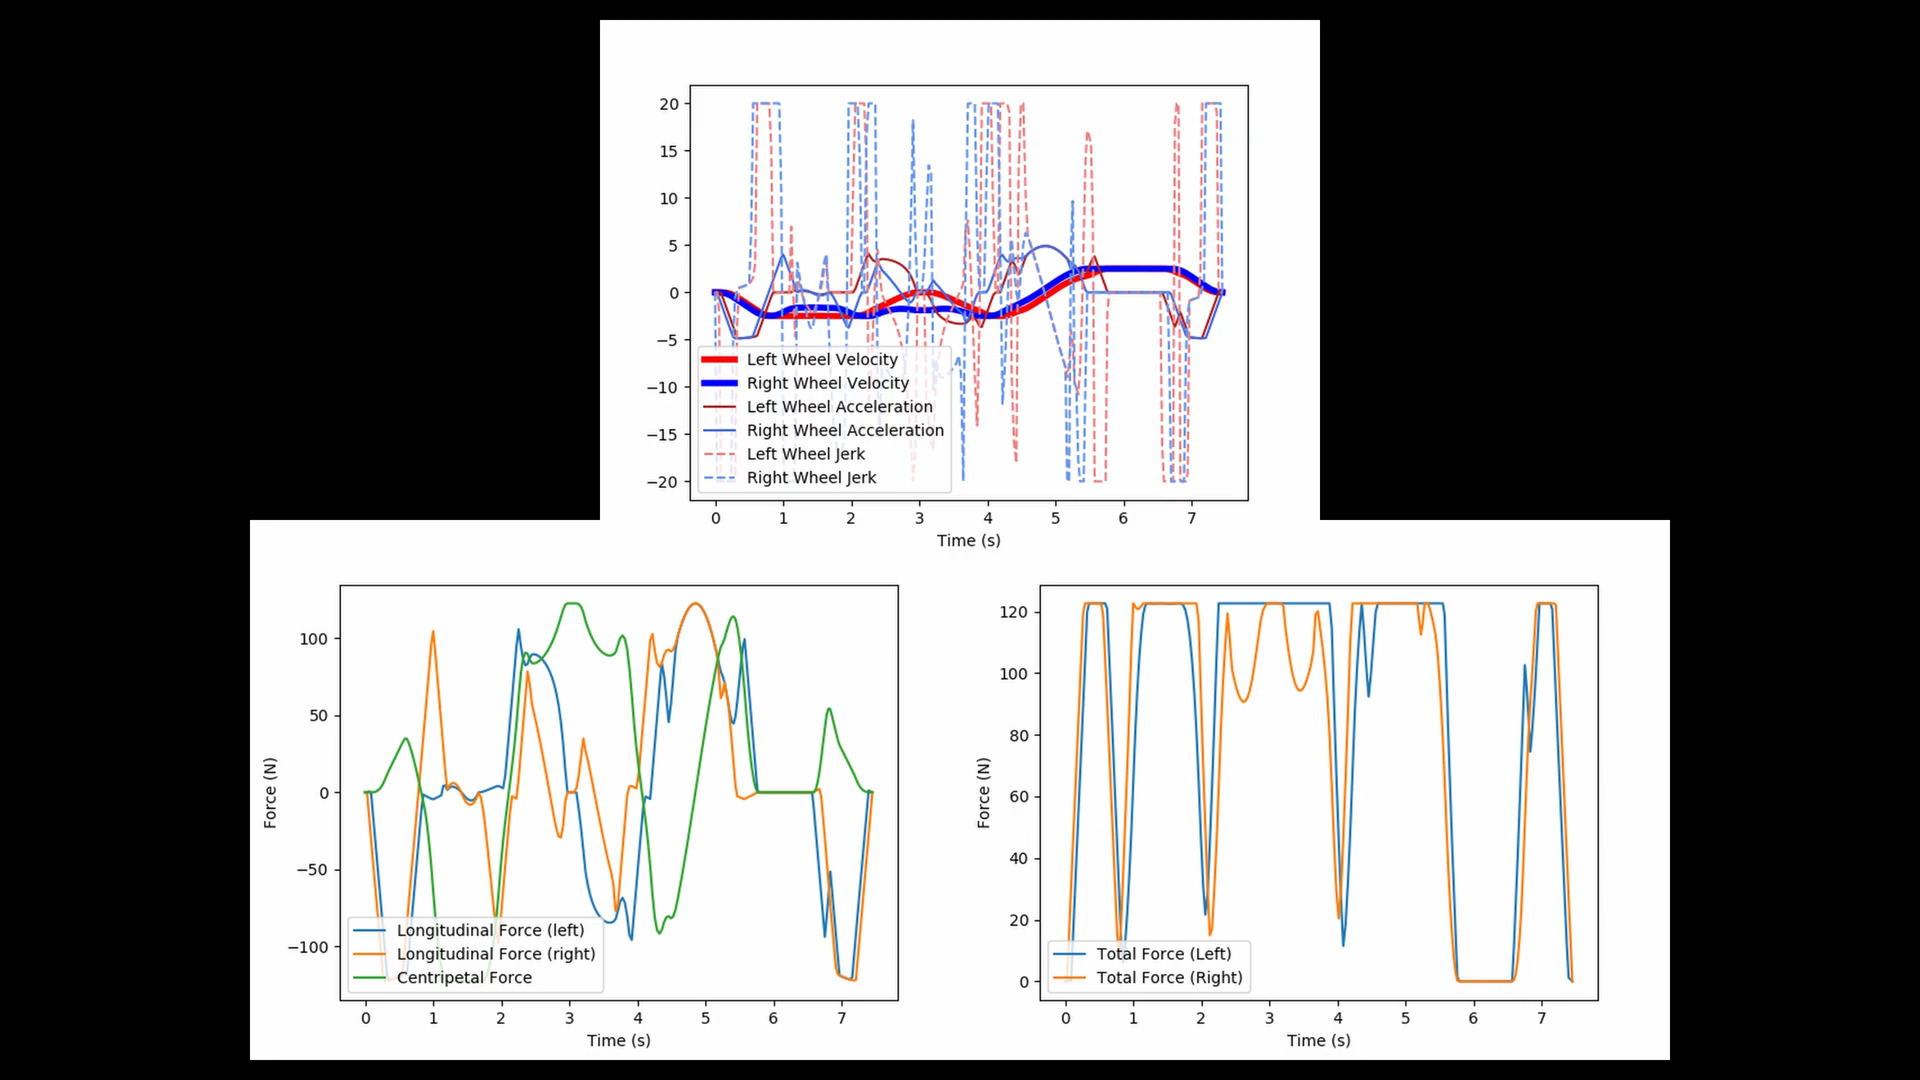 20
15
10
5
0
−5
−10
−15
−20
Left Wheel Velocity
Right Wheel Velocity
Left Wheel Acceleration
Right Wheel Acceleration
Left Wheel Jerk
Right Wheel Jerk
0 1 2 3 4 5 6 7
Time (s)
Force (N)
100
50
0
−50
−100
Longitudinal Force (left)
Longitudinal Force (right)
Centripetal Force
0 1 2 3 4 5 6 7
Time (s)
Force (N)
120
100
80
60
40
20
0
Total Force (Left)
Total Force (Right)
0 1 2 3 4 5 6 7
Time (s)